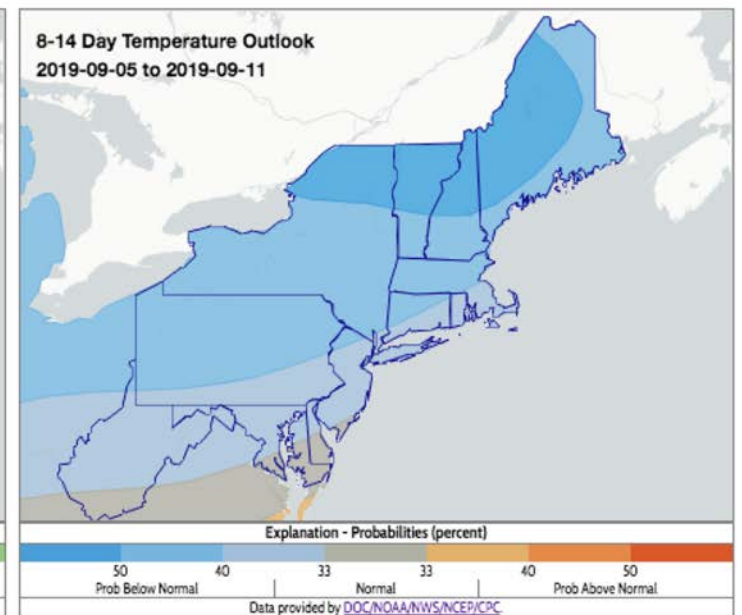 8-14 Day Temperature Outlook
2019-09-05 to 2019-09-11
Explanation - Probabilities (percent)
50 40 33 33 40 50
Prob Below Normal | Normal | Prob Above Normal
Data provided by DOC/NOAA/NWS/NCEP/CPC